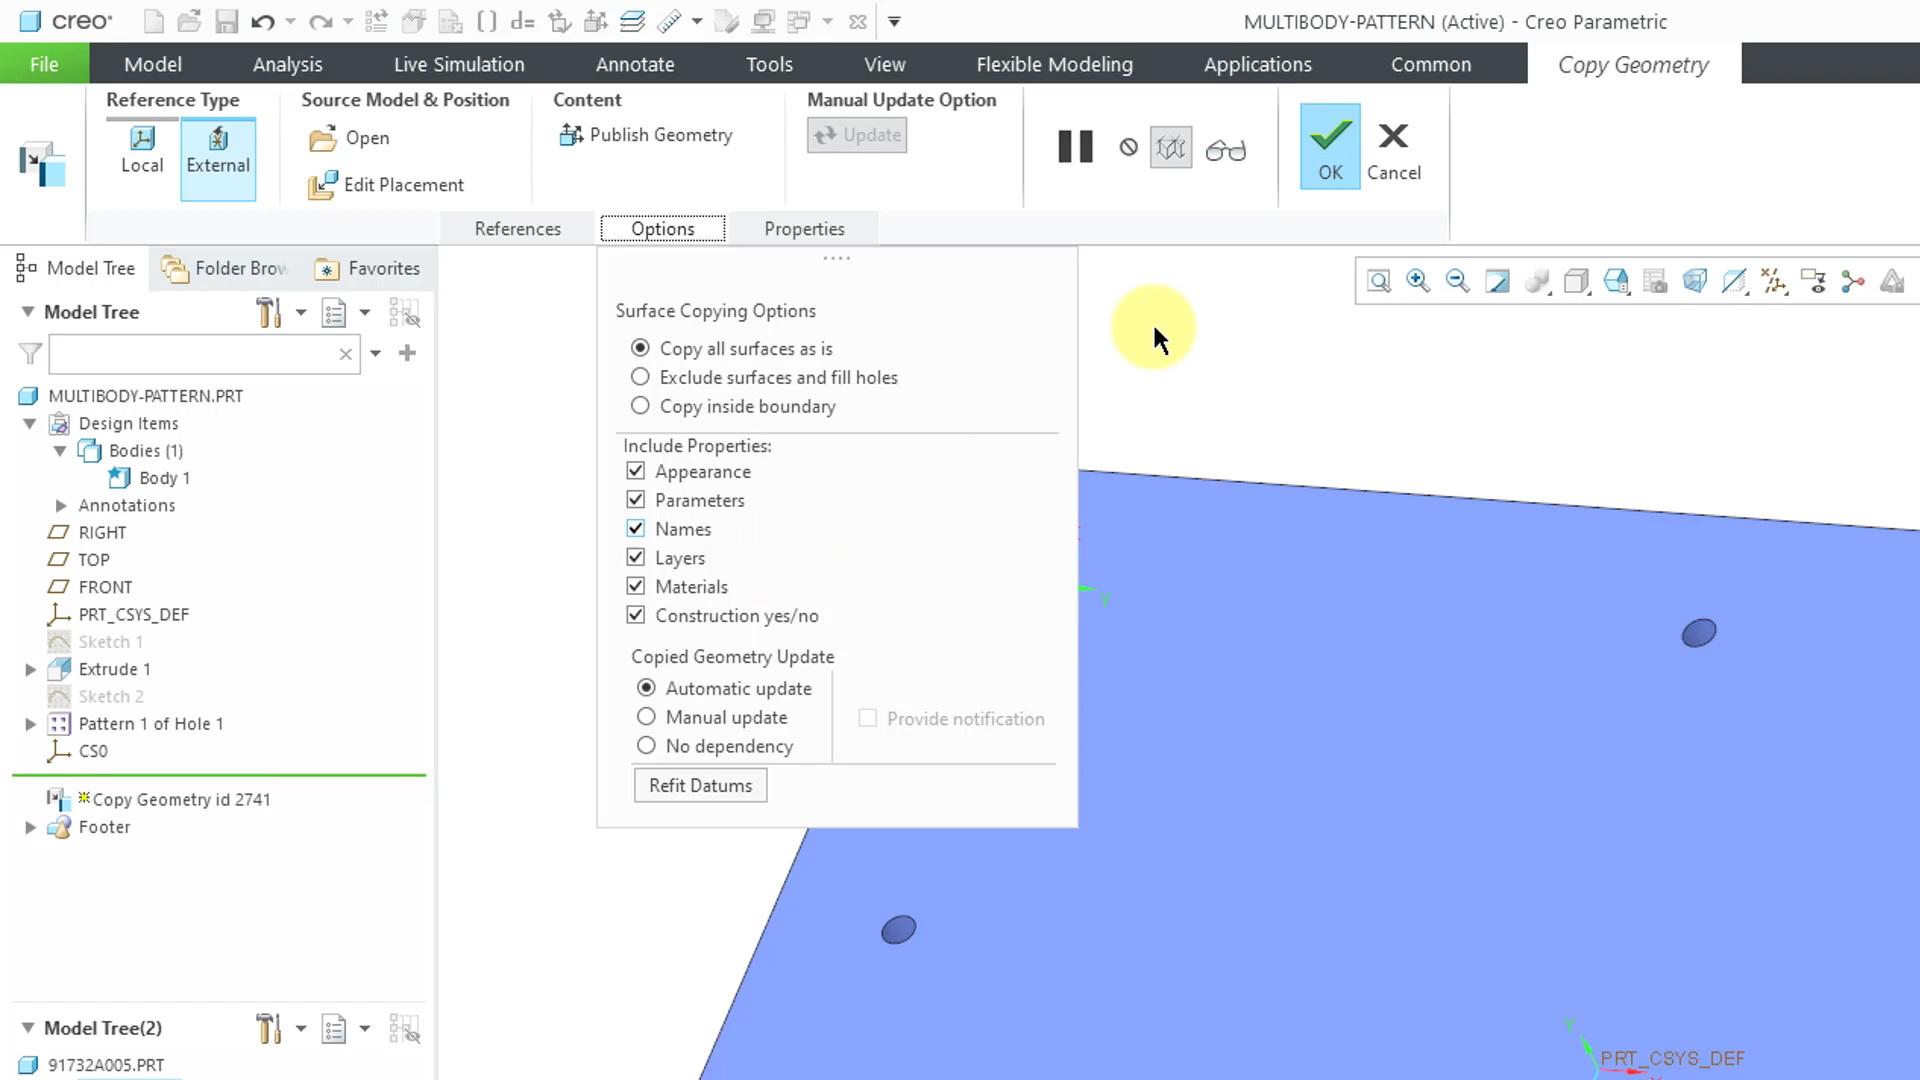 creo
d=
MULTIBODY-PATTERN (Active) - Creo Parametric
File
Model
Analysis
Live Simulation
Annotate
Tools
View
Flexible Modeling
Applications
Common
Copy Geometry
Reference Type
Source Model & Position
Content
Manual Update Option
Local
External
Open
Edit Placement
Publish Geometry
Update
OK
Cancel
References
Options
Properties
Model Tree
Folder Brow
Favorites
Model Tree
MULTIBODY-PATTERN.PRT
Design Items
Bodies (1)
Body 1
Annotations
RIGHT
TOP
FRONT
PRT_CSYS_DEF
Sketch 1
Extrude 1
Sketch 2
Pattern 1 of Hole 1
CS0
Copy Geometry id 2741
Footer
Model Tree(2)
91732A005.PRT
Surface Copying Options
Copy all surfaces as is
Exclude surfaces and fill holes
Copy inside boundary
Include Properties:
Appearance
Parameters
Names
Layers
Materials
Construction yes/no
Copied Geometry Update
Automatic update
Manual update
No dependency
Provide notification
Refit Datums
Y
Y
PRT_CSYS_DEF